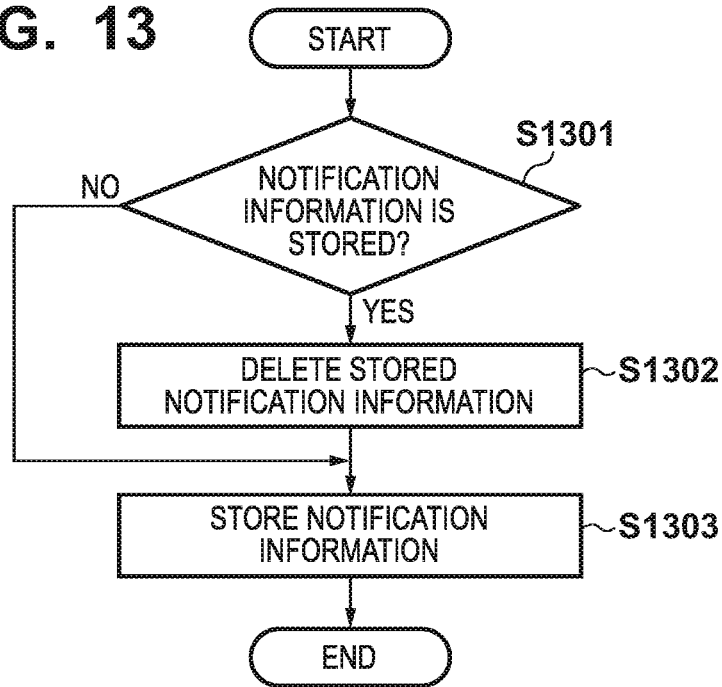 G. 13
START
S1301
NOTIFICATION
INFORMATION IS
STORED?
NO
YES
DELETE STORED
NOTIFICATION INFORMATION
S1302
STORE NOTIFICATION
INFORMATION
S1303
END